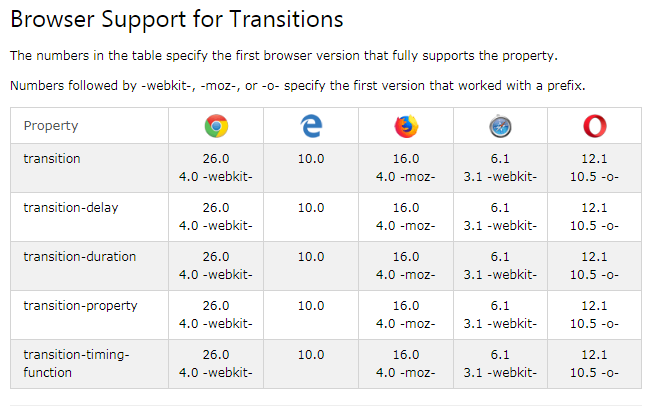 Browser Support for Transitions
The numbers in the table specify the first browser version that fully supports the property.
Numbers followed by -webkit-, -moz-, or -o- specify the first version that worked with a prefix.
Property
transition 26.0 10.0 16.0 6.1 12.1
4.0 -webkit- 4.0 -moz- 3.1 -webkit- 10.5 -o-
transition-delay 26.0 10.0 16.0 6.1 12.1
4.0 -webkit- 4.0 -moz- 3.1 -webkit- 10.5 -o-
transition-duration 26.0 10.0 16.0 6.1 12.1
4.0 -webkit- 4.0 -moz- 3.1 -webkit- 10.5 -o-
transition-property 26.0 10.0 16.0 6.1 12.1
4.0 -webkit- 4.0 -moz- 3.1 -webkit- 10.5 -o-
transition-timing- 26.0 10.0 16.0 6.1 12.1
function 4.0 -webkit- 4.0 -moz- 3.1 -webkit- 10.5 -o-